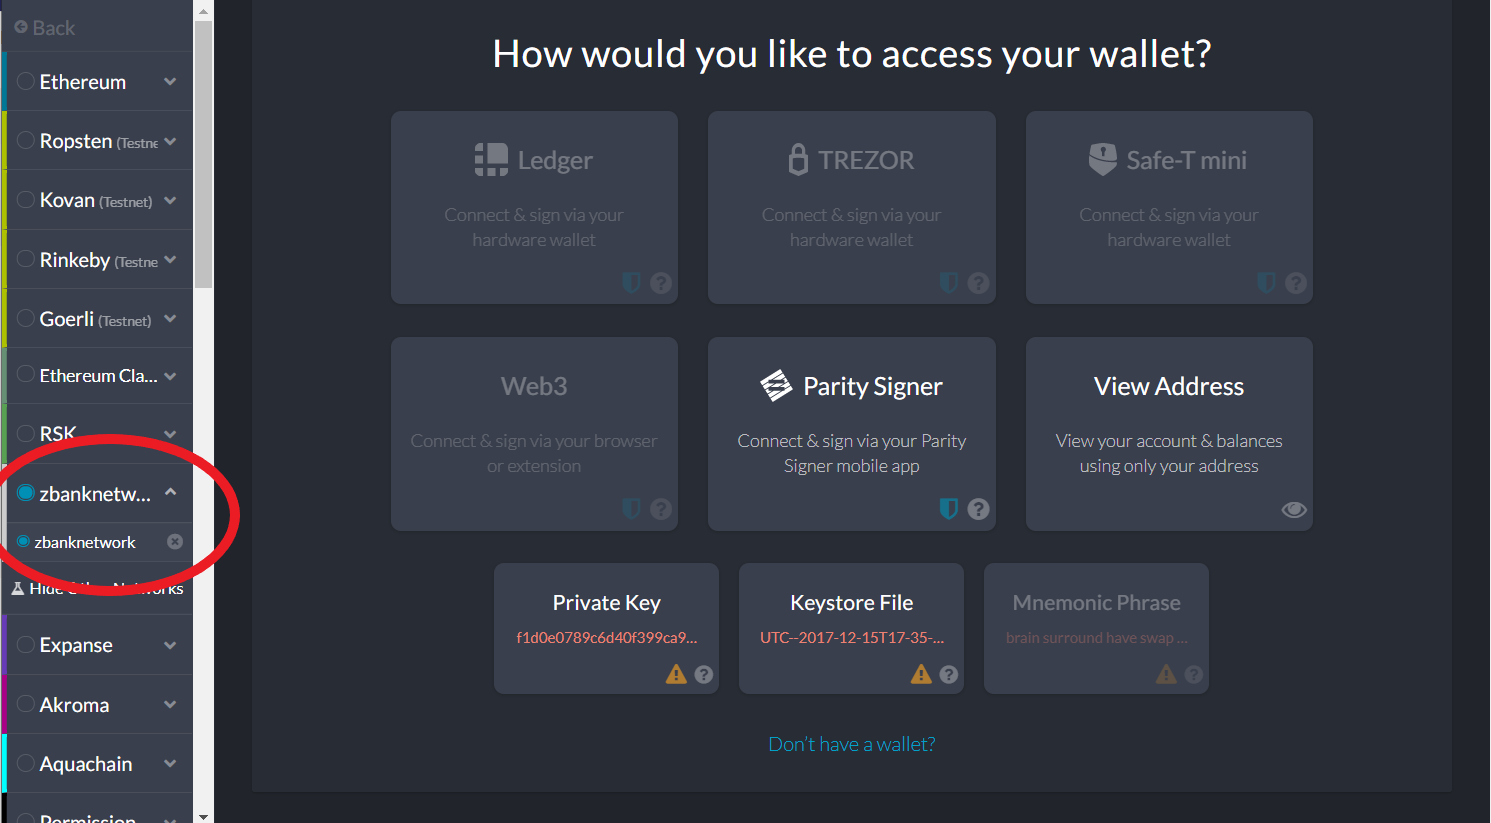 Back
Ethereum
Ropsten (Testne
Kovan (Testnet)
Rinkeby (Testne
Goerli (Testnet)
Ethereum Cla...
RSK
zbanknetw...
zbanknetwork
Hide Other Networks
Expanse
Akroma
Aquachain
Permission
How would you like to access your wallet?
Ledger
Connect & sign via your
hardware wallet
TREZOR
Connect & sign via your
hardware wallet
Safe-T mini
Connect & sign via your
hardware wallet
Web3
Connect & sign via your browser
or extension
Parity Signer
Connect & sign via your Parity
Signer mobile app
View Address
View your account & balances
using only your address
Private Key
f1d0e0789c6d40f399ca9...
Keystore File
UTC--2017-12-15T17-35-...
Mnemonic Phrase
brain surround have swap ...
Don't have a wallet?